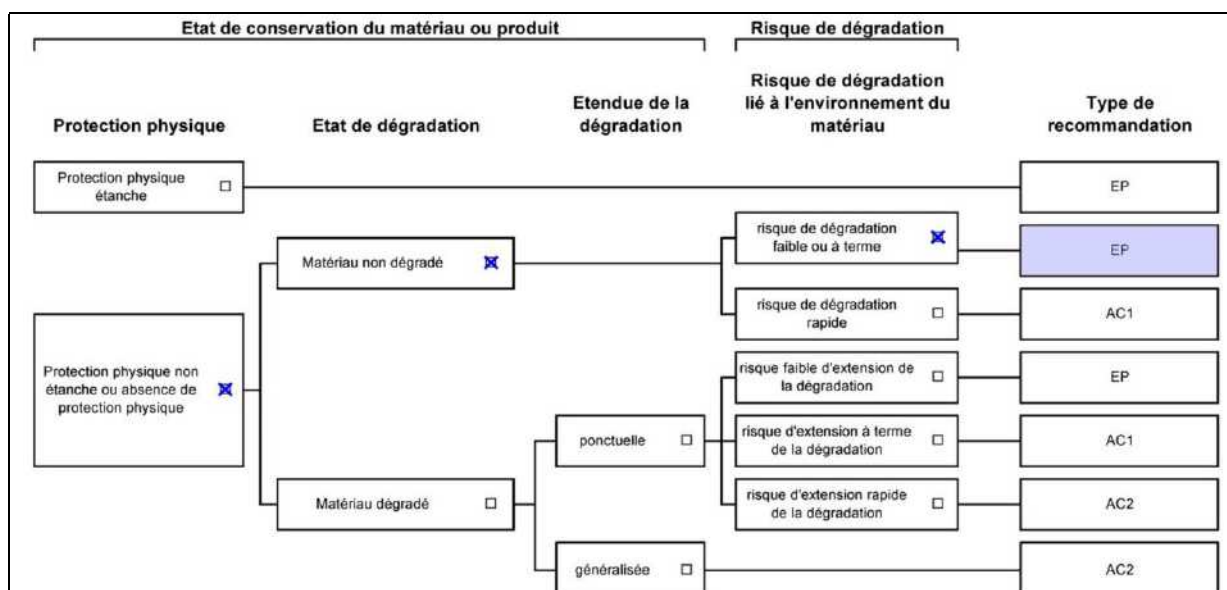 Etat de conservation du matériau ou produit
Risque de dégradation
Protection physique
Etat de dégradation
Etendue de la
dégradation
Risque de dégradation
lié à l'environnement du
matériau
Type de
recommandation
Protection physique
étanche
EP
risque de dégradation
faible ou à terme
EP
Matériau non dégradé
risque de dégradation
rapide
AC1
Protection physique non
étanche ou absence de
protection physique
risque faible d'extension de
la dégradation
EP
ponctuelle
risque d'extension à terme
de la dégradation
AC1
Matériau dégradé
risque d'extension rapide
de la dégradation
AC2
généralisée
AC2